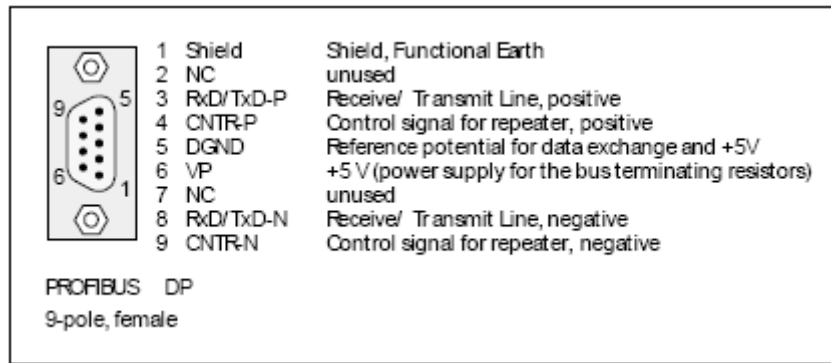 1 Shield Shield, Functional Earth
2 NC unused
3 RxD/TxD-P Receive/ Transmit Line, positive
4 CNTR-P Control signal for repeater, positive
5 DGND Reference potential for data exchange and +5V
6 VP +5 V (power supply for the bus terminating resistors)
7 NC unused
8 RxD/TxD-N Receive/ Transmit Line, negative
9 CNTR-N Control signal for repeater, negative
9 5
6 1
PROFIBUS DP
9-pole, female